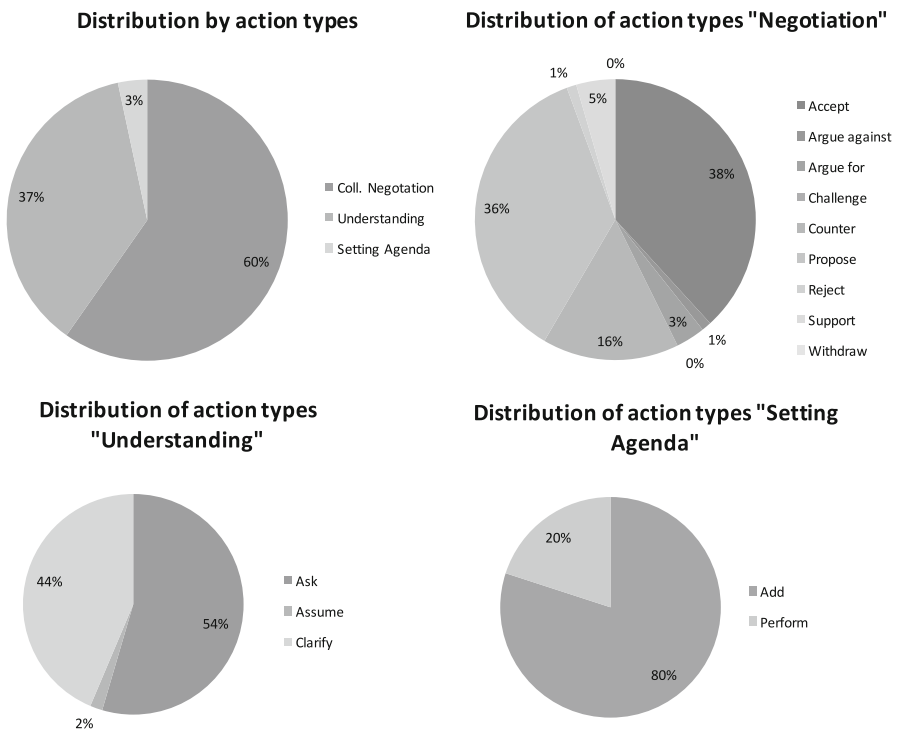 Distribution by action types
3%
37%
60%
Coll. Negotation
Understanding
Setting Agenda
Distribution of action types "Negotiation"
0%
1%
5%
38%
36%
3%
16%
1%
0%
Accept
Argue against
Argue for
Challenge
Counter
Propose
Reject
Support
Withdraw
Distribution of action types
"Understanding"
44%
54%
2%
Ask
Assume
Clarify
Distribution of action types "Setting
Agenda"
20%
80%
Add
Perform